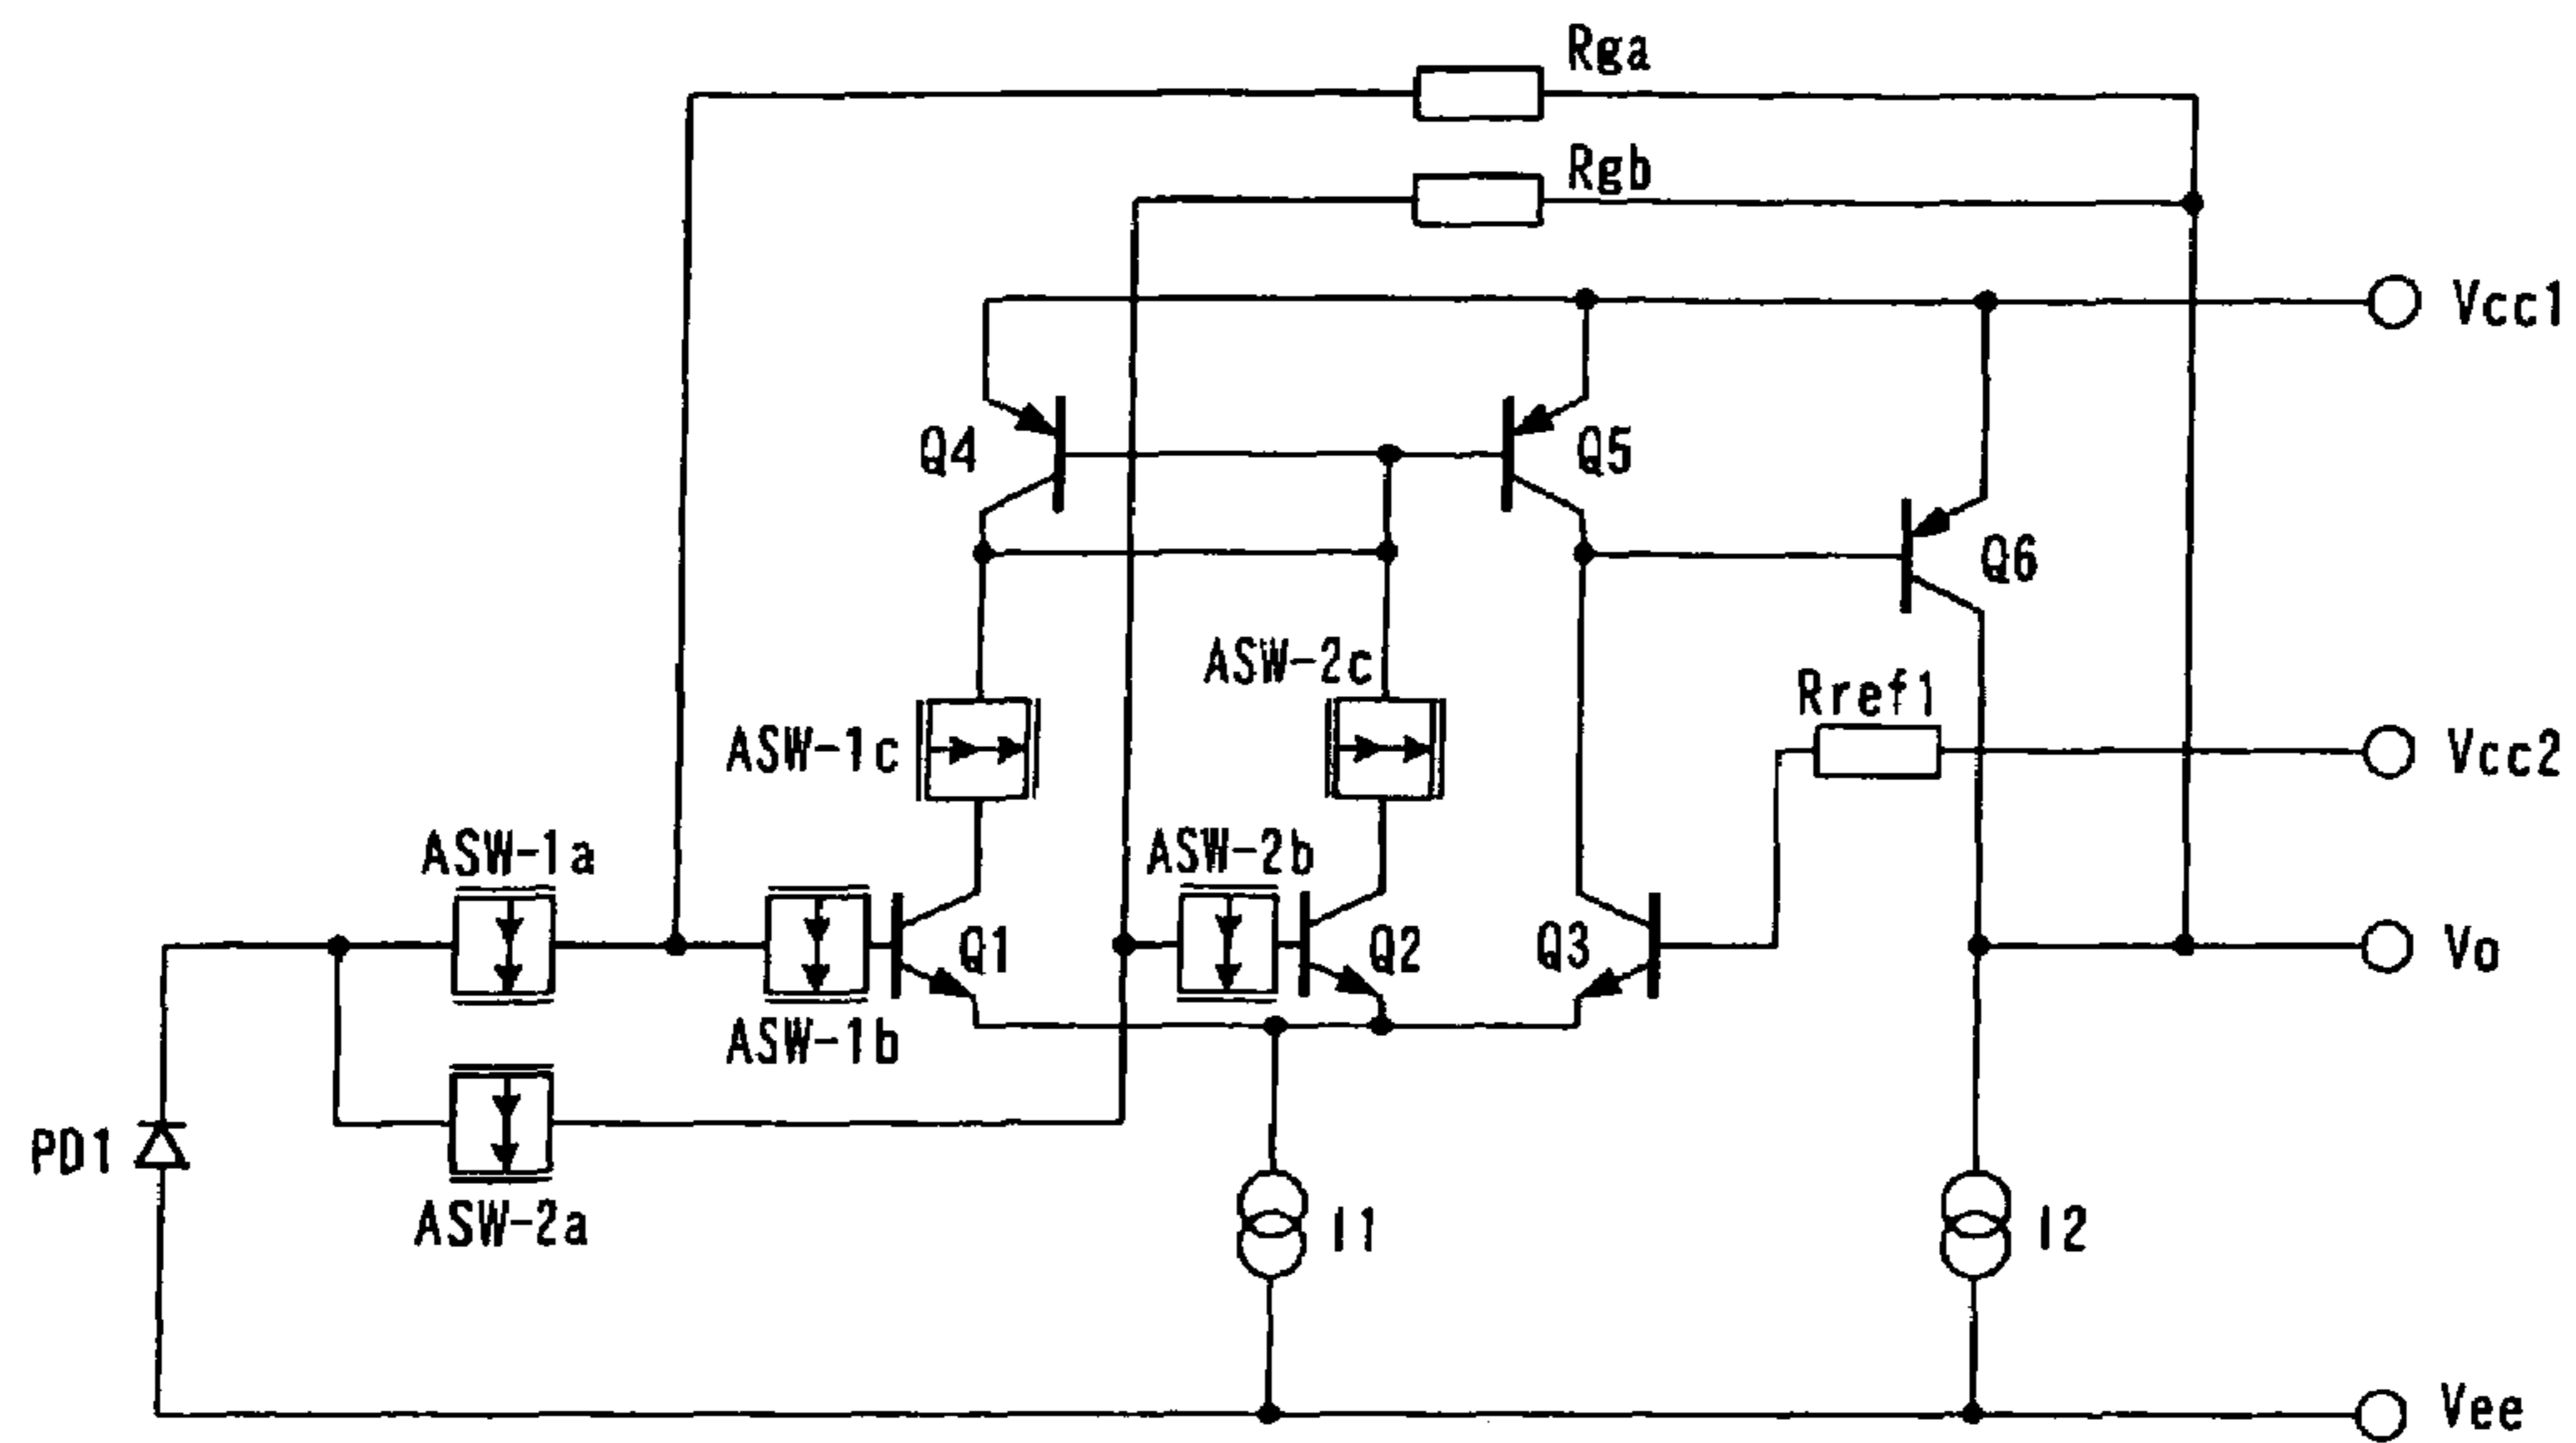 Rga
Rgb
Vcc1
Q4
Q5
Q6
ASW-2c
Rref1
ASW-1c
Vcc2
ASW-1a
ASW-2b
Q1
Q2
Q3
Vo
ASW-1b
PD1
ASW-2a
I1
I2
Vee